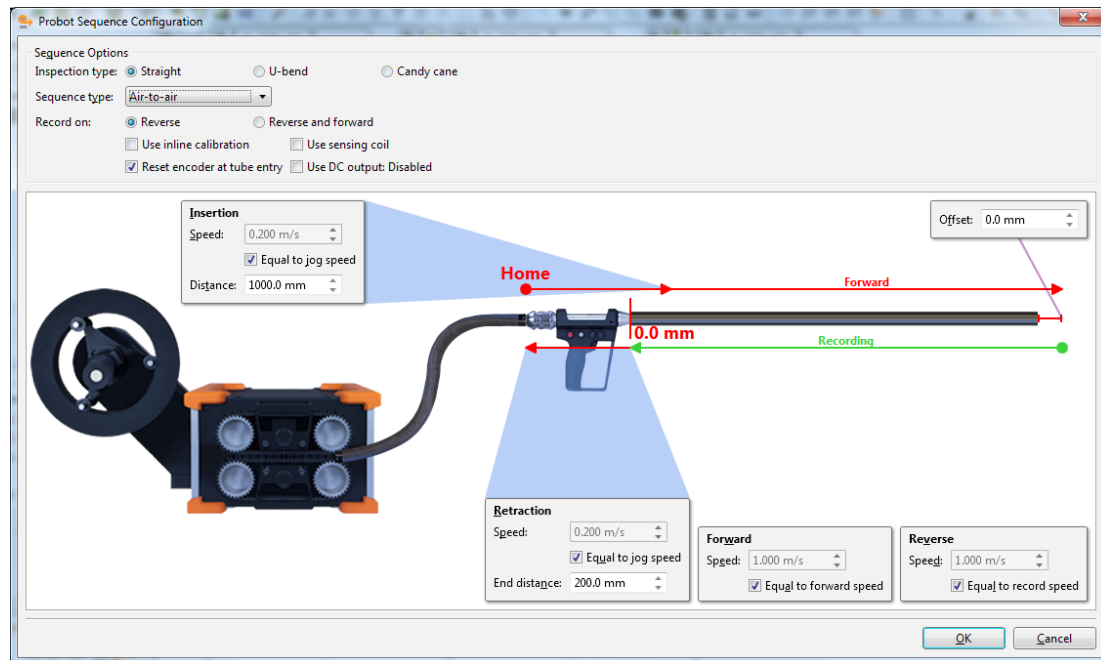 Probot Sequence Configuration
Sequence Options
Inspection type: Straight U-bend Candy cane
Sequence type: Air-to-air
Record on: Reverse Reverse and forward
Use inline calibration Use sensing coil
Reset encoder at tube entry Use DC output: Disabled
Insertion
Speed: 0.200 m/s
Equal to jog speed
Distance: 1000.0 mm
Offset: 0.0 mm
Home
Forward
0.0 mm
Recording
Retraction
Speed: 0.200 m/s
Equal to jog speed
End distance: 200.0 mm
Forward
Speed: 1.000 m/s
Equal to forward speed
Reverse
Speed: 1.000 m/s
Equal to record speed
OK Cancel